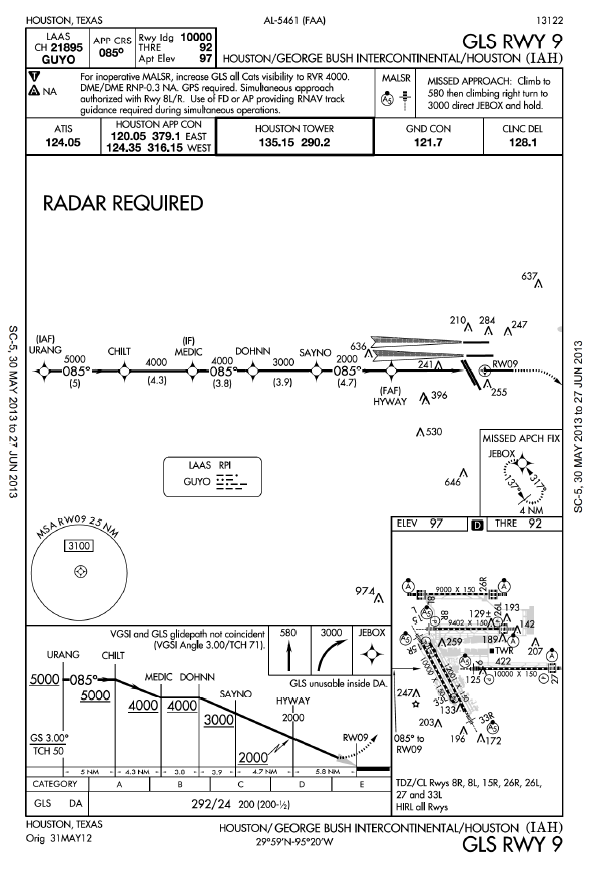 HOUSTON, TEXAS
AL-5461 (FAA)
13122
LAAS
CH 21895
GUYO
APP CRS
085°
Rwy ldg 10000
THRE 92
Apt Elev 97
GLS RWY 9
HOUSTON/GEORGE BUSH INTERCONTINENTAL/HOUSTON (IAH)
T
A NA
For inoperative MALSR, increase GLS all Cats visibility to RVR 4000.
DME/DME RNP-0.3 NA. GPS required. Simultaneous approach
authorized with Rwy 8L/R. Use of FD or AP providing RNAV track
guidance required during simultaneous operations.
MALSR
A5
MISSED APPROACH: Climb to
580 then climbing right turn to
3000 direct JEBOX and hold.
ATIS
124.05
HOUSTON APP CON
120.05 379.1 EAST
124.35 316.15 WEST
HOUSTON TOWER
135.15 290.2
GND CON
121.7
CLNC DEL
128.1
RADAR REQUIRED
637
210 284 247
636
241
(IAF)
URANG
CHILT
(IF)
MEDIC
DOHNN
SAYNO
RW09
5000
085°
(5)
4000
(4.3)
4000
085°
(3.8)
3000
(3.9)
2000
085°
(4.7)
(FAF)
HYWAY
255
396
530
646
974
LAAS RPI
GUYO
MISSED APCH FIX
JEBOX
317°
137°
4 NM
MSA RW09 25 NM
3100
ELEV 97
D
THRE 92
9000 X 150
26R
9402 X 150
26L
8R
129±
193
142
189
207
259
TWR
422
10000 X 150
125
27
15R
10000 X 150
247
133
33R
203
196
172
085° to
RW09
TDZ/CL Rwys 8R, 8L, 15R, 26R, 26L,
27 and 33L
HIRL all Rwys
VGSI and GLS glidepath not coincident
(VGSI Angle 3.00/TCH 71).
580
3000
JEBOX
GLS unusable inside DA.
URANG
CHILT
MEDIC
DOHNN
SAYNO
HYWAY
2000
RW09
5000
085°
5000
4000
4000
3000
2000
GS 3.00°
TCH 50
5 NM
4.3 NM
3.8
3.9
4.7 NM
5.8 NM
CATEGORY A B C D E
GLS DA 292/24 200 (200-½)
HOUSTON, TEXAS
Orig 31MAY12
29°59'N-95°20'W
HOUSTON/GEORGE BUSH INTERCONTINENTAL/HOUSTON (IAH)
GLS RWY 9
SC-5, 30 MAY 2013 to 27 JUN 2013
SC-5, 30 MAY 2013 to 27 JUN 2013